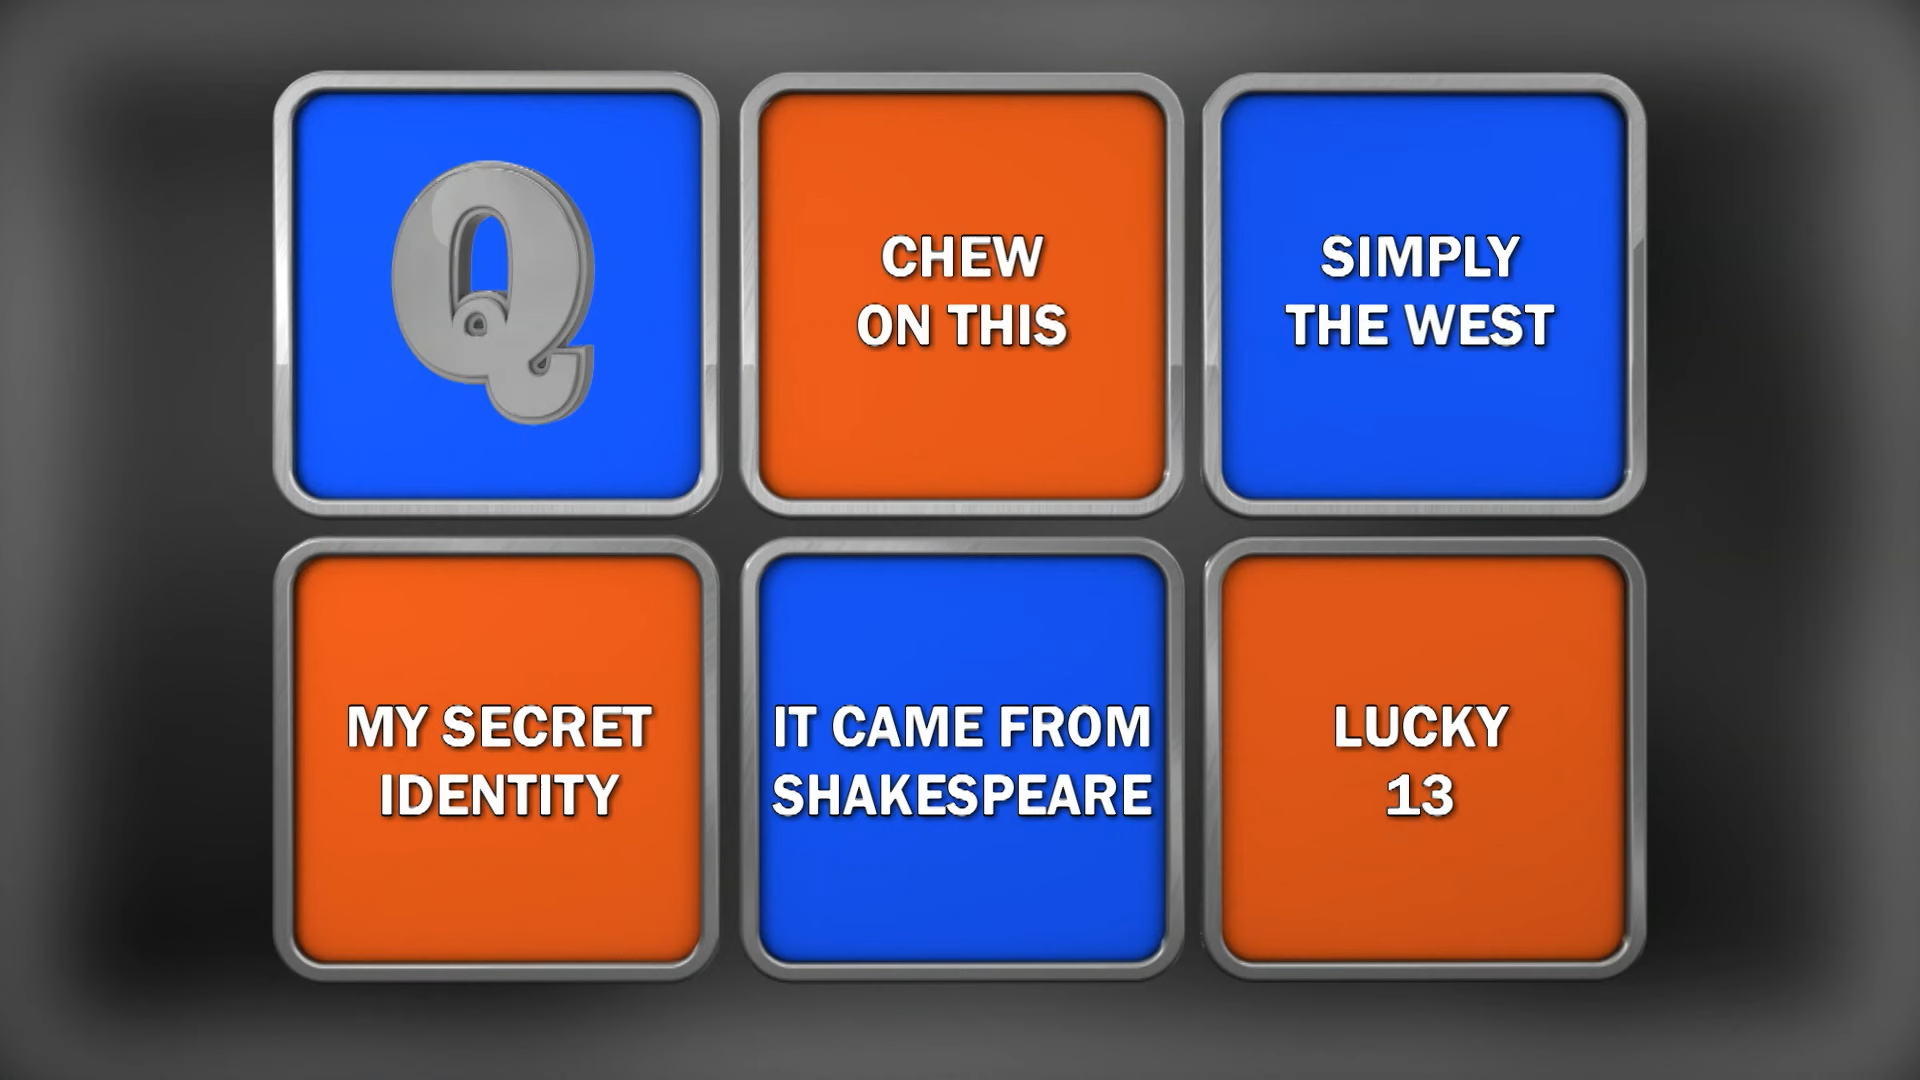 Q
CHEW
ON THIS
SIMPLY
THE WEST
MY SECRET
IDENTITY
IT CAME FROM
SHAKESPEARE
LUCKY
13